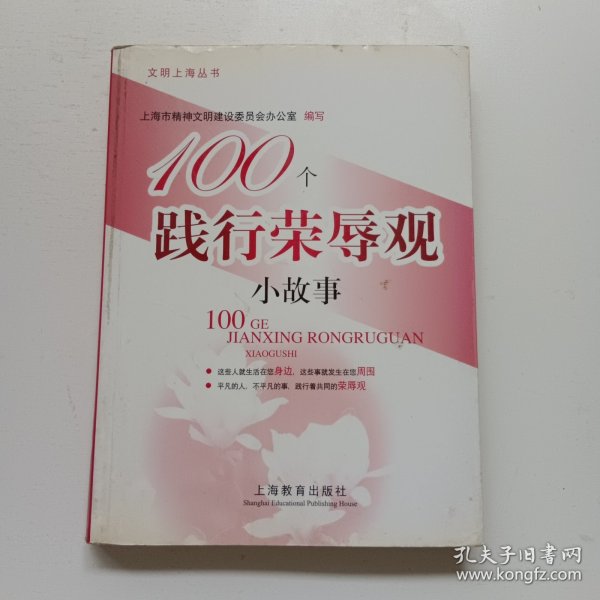 文明上海丛书
上海市精神文明建设委员会办公室 编写
100个
践行荣辱观
小故事
100 GE
JIANXING RONGRUGUAN
XIAOGUSHI
● 这些人就生活在您身边，这些事就发生在您周围
● 平凡的人，不平凡的事，践行着共同的荣辱观
上海教育出版社
Shanghai Educational Publishing House
孔夫子旧书网
www.kongfz.com